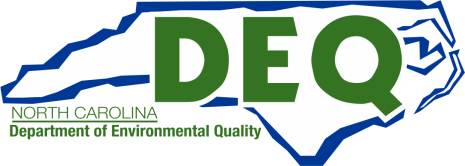 DEQ
NORTH CAROLINA
Department of Environmental Quality